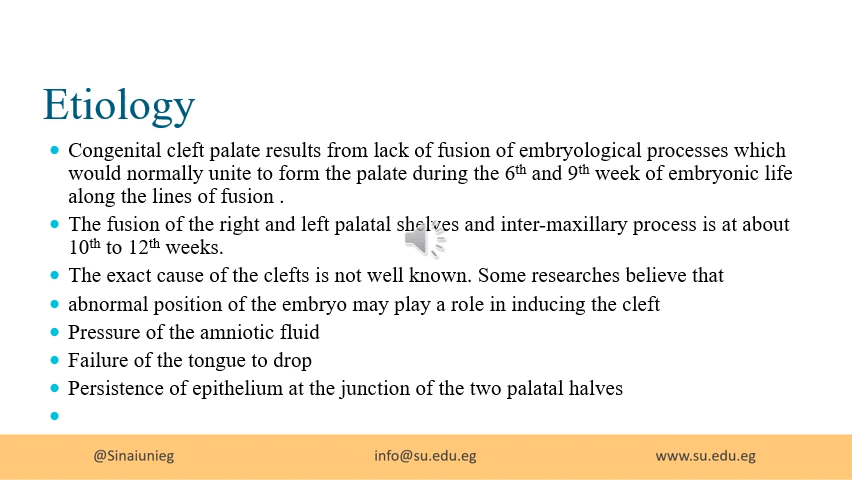 Etiology
• Congenital cleft palate results from lack of fusion of embryological processes which
would normally unite to form the palate during the 6th and 9th week of embryonic life
along the lines of fusion .
• The fusion of the right and left palatal shelves and inter-maxillary process is at about
10th to 12th weeks.
• The exact cause of the clefts is not well known. Some researches believe that
• abnormal position of the embryo may play a role in inducing the cleft
• Pressure of the amniotic fluid
• Failure of the tongue to drop
• Persistence of epithelium at the junction of the two palatal halves
•
@Sinaiunieg info@su.edu.eg www.su.edu.eg